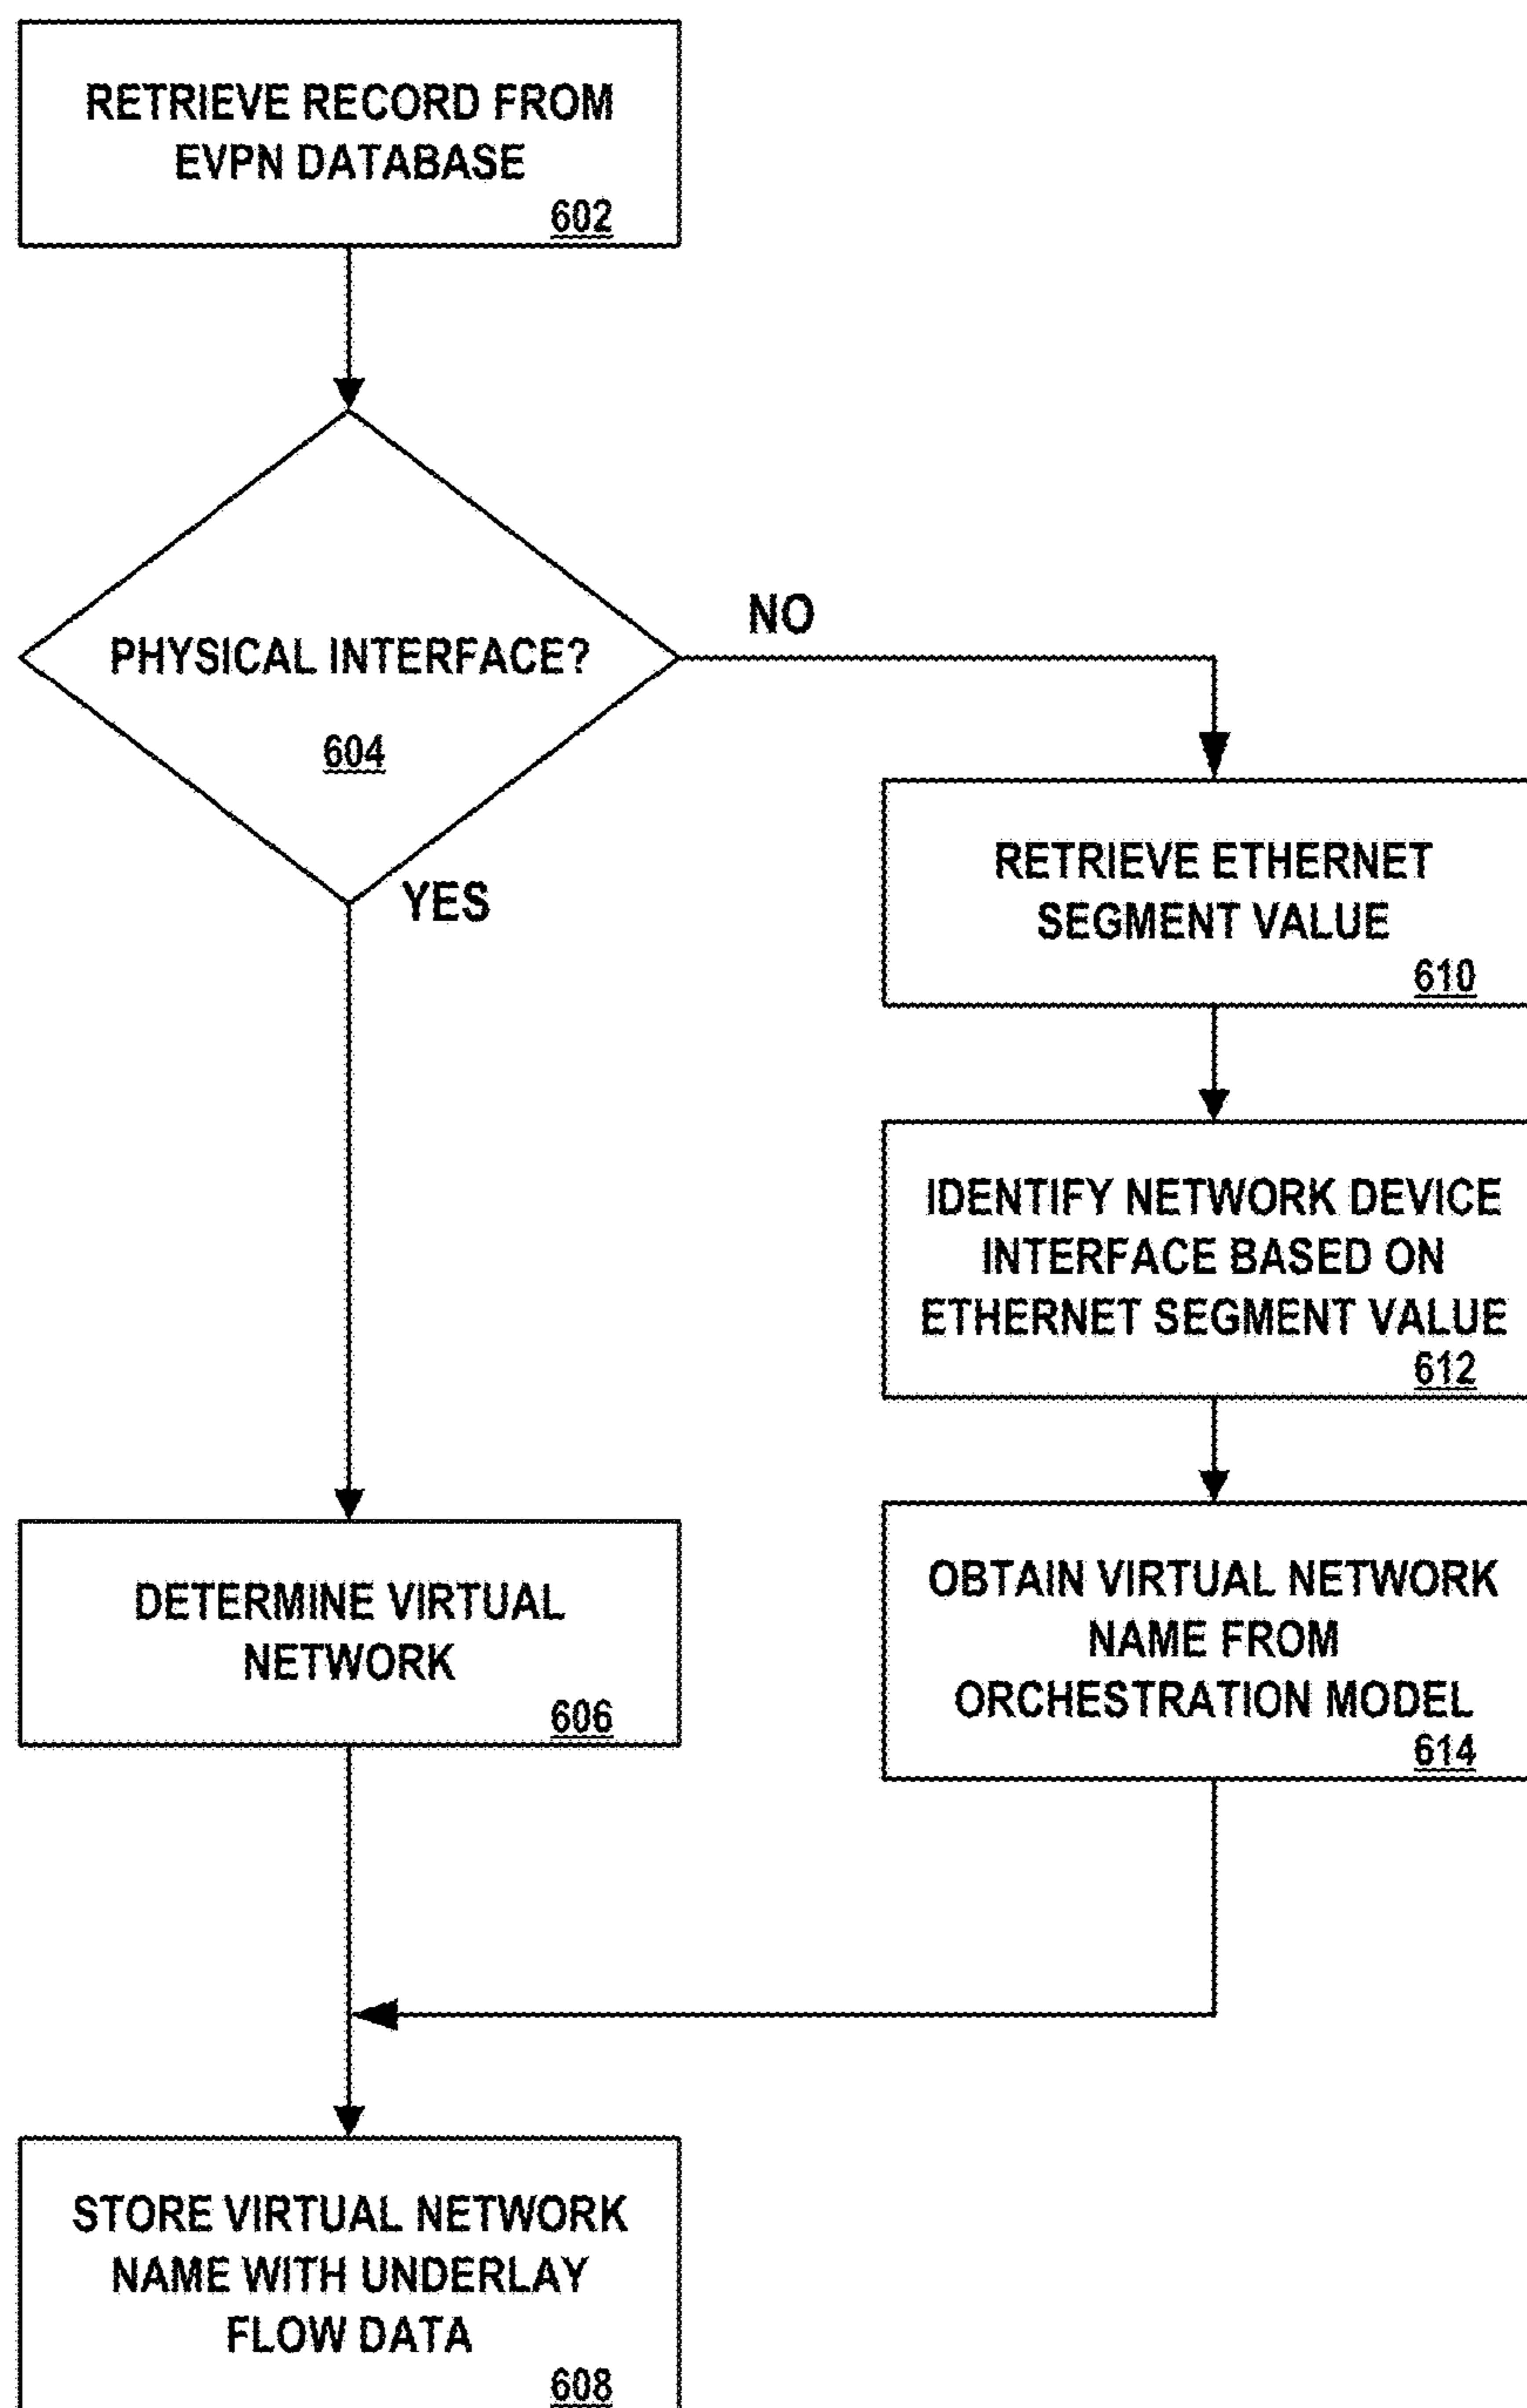 RETRIEVE RECORD FROM
EVPN DATABASE
602
PHYSICAL INTERFACE?
604
NO
YES
RETRIEVE ETHERNET
SEGMENT VALUE
610
IDENTIFY NETWORK DEVICE
INTERFACE BASED ON
ETHERNET SEGMENT VALUE
612
OBTAIN VIRTUAL NETWORK
NAME FROM
ORCHESTRATION MODEL
614
DETERMINE VIRTUAL
NETWORK
606
STORE VIRTUAL NETWORK
NAME WITH UNDERLAY
FLOW DATA
608